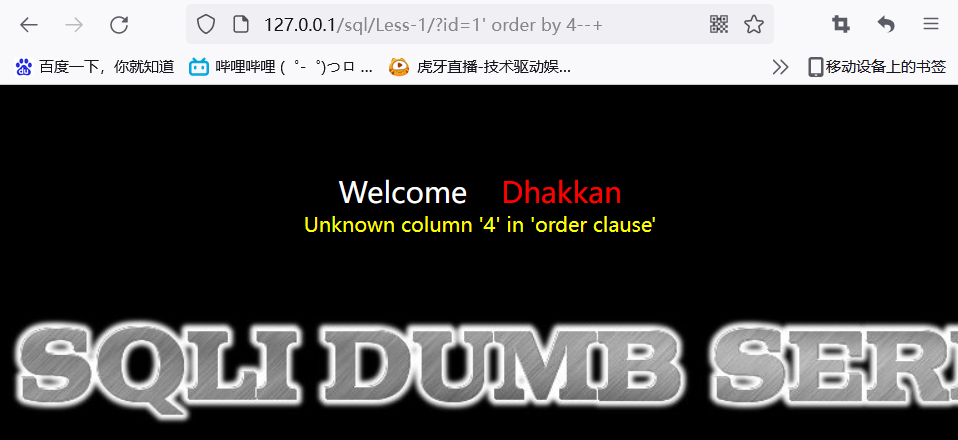 127.0.0.1/sql/Less-1/?id=1' order by 4--+
百度一下，你就知道 哔哩哔哩 (゜-゜)つロ ... 虎牙直播-技术驱动娱... 移动设备上的书签
Welcome Dhakkan
Unknown column '4' in 'order clause'
SQLI DUMB SERI